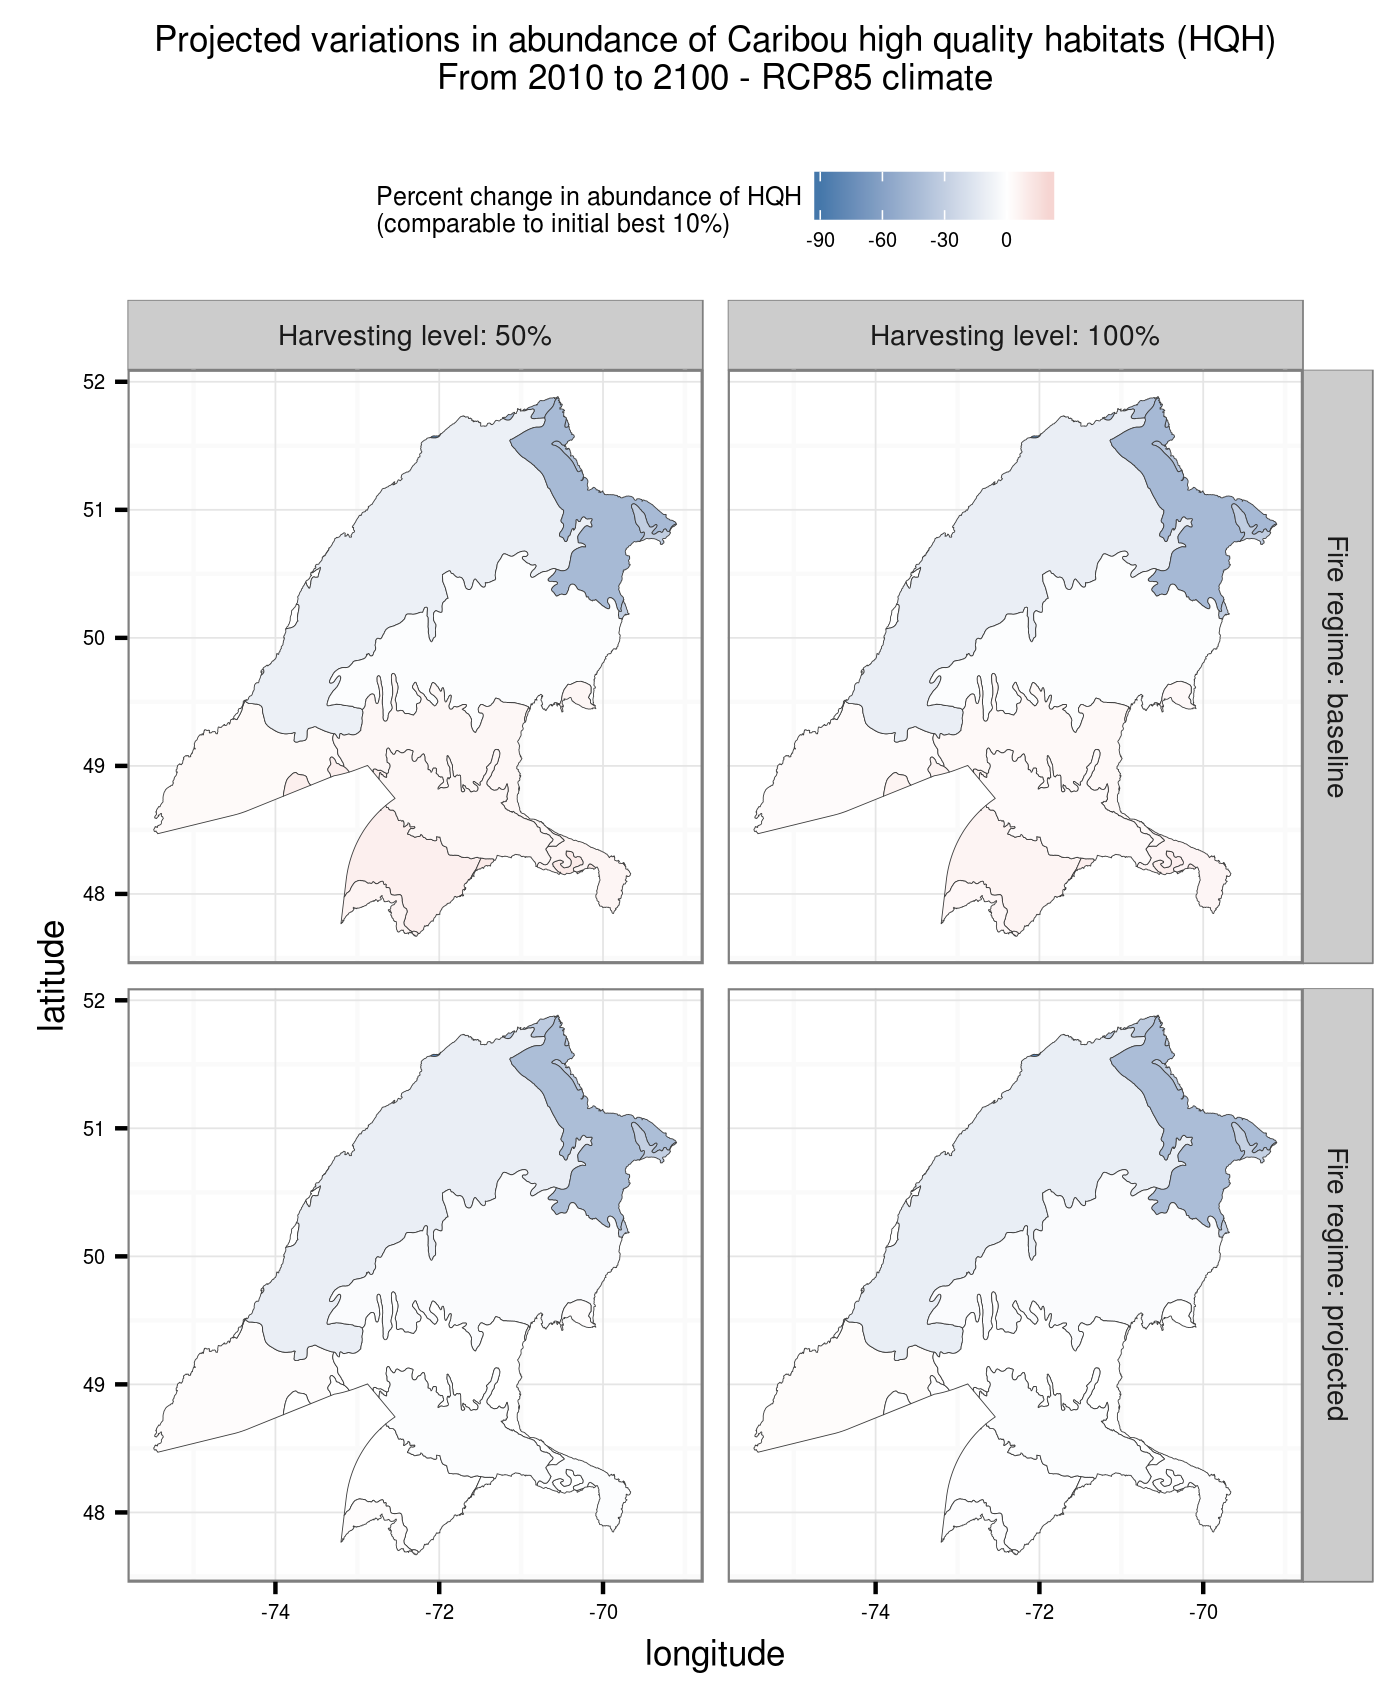 Projected variations in abundance of Caribou high quality habitats (HQH)
From 2010 to 2100 - RCP85 climate
Percent change in abundance of HQH
(comparable to initial best 10%)
-90 -60 -30 0
Harvesting level: 50% Harvesting level: 100%
52
51
50
49
48
Fire regime: baseline
latitude
52
51
50
49
48
Fire regime: projected
-74 -72 -70 -74 -72 -70
longitude